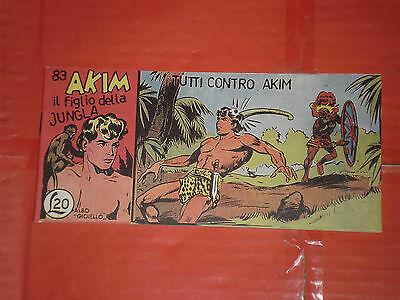 83
AKIM
il figlio della
JUNGLA
£20
ALBO
"GIOIELLO"
TUTTI CONTRO AKIM